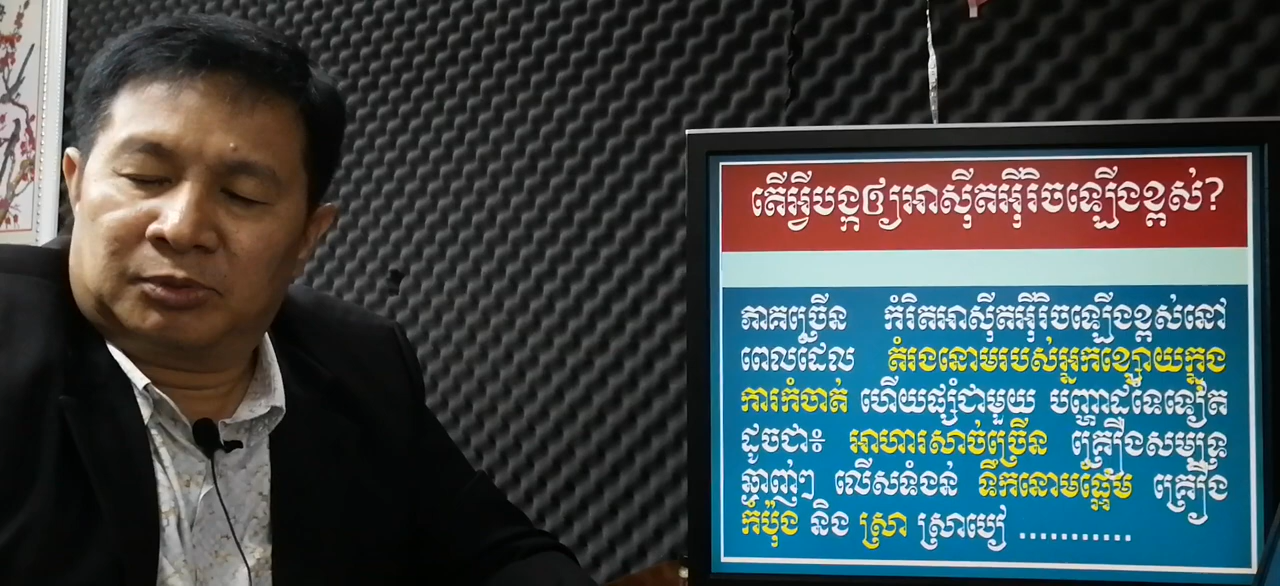 តើអ្វីបង្កឲ្យអាស៊ីតអ៊ីរិចឡើងខ្ពស់?
ភាគច្រើន កំរិតអាស៊ីតអ៊ីរិចឡើងខ្ពស់នៅ
ពេលដែល តំរងនោមរបស់អ្នកខ្សោយក្នុង
ការកំចាត់ ហើយផ្សំជាមួយ បញ្ហាដទៃទៀត
ដូចជា៖ អាហារសាច់ច្រើន គ្រឿងសមុទ្រ
ឆ្ងាញ់ៗ លើសទំងន់ ទឹកនោមផ្អែម គ្រឿង
កំប៉ុង និង ស្រា ស្រាបៀ ............